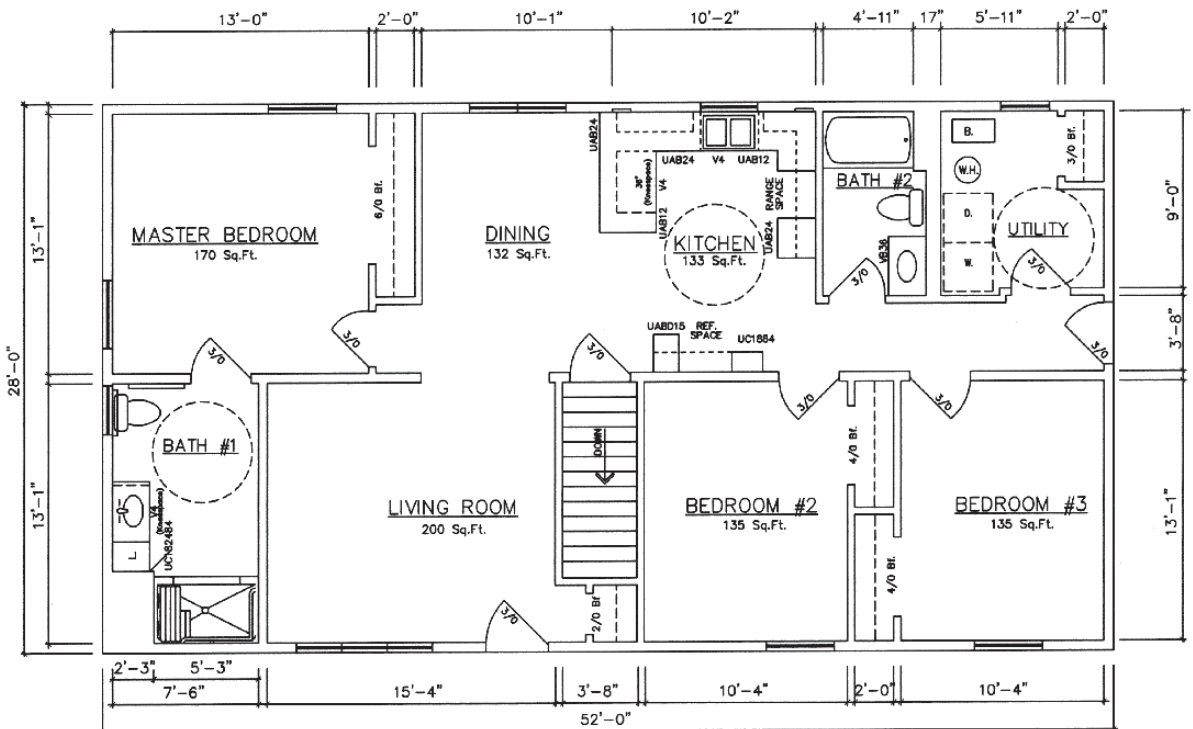 13'-0"
2'-0"
10'-1"
10'-2"
4'-11"
17"
5'-11"
2'-0"
28'-0"
13'-1"
13'-1"
9'-0"
3'-8"
13'-1"
MASTER BEDROOM
170 Sq.Ft.
6/0 Bf.
3/0
3/0
DINING
132 Sq.Ft.
UAB24
UAB24
V4
UAB12
36"
(Kneespace)
V4
UAB12
RANGE
SPACE
UAB24
KITCHEN
133 Sq.Ft.
UABD15
REF.
SPACE
UC1884
BATH #2
VB36
3/0
B.
W.H.
D.
W.
UTILITY
3/0 Bf.
3/0
3/0
BATH #1
V4
(Kneespace)
UC182484
L
LIVING ROOM
200 Sq.Ft.
3/0
3/0
DOWN
2/0 Bf
BEDROOM #2
135 Sq.Ft.
3/0
4/0 Bf.
4/0 Bf.
3/0
BEDROOM #3
135 Sq.Ft.
2'-3"
5'-3"
7'-6"
15'-4"
3'-8"
10'-4"
2'-0"
10'-4"
52'-0"